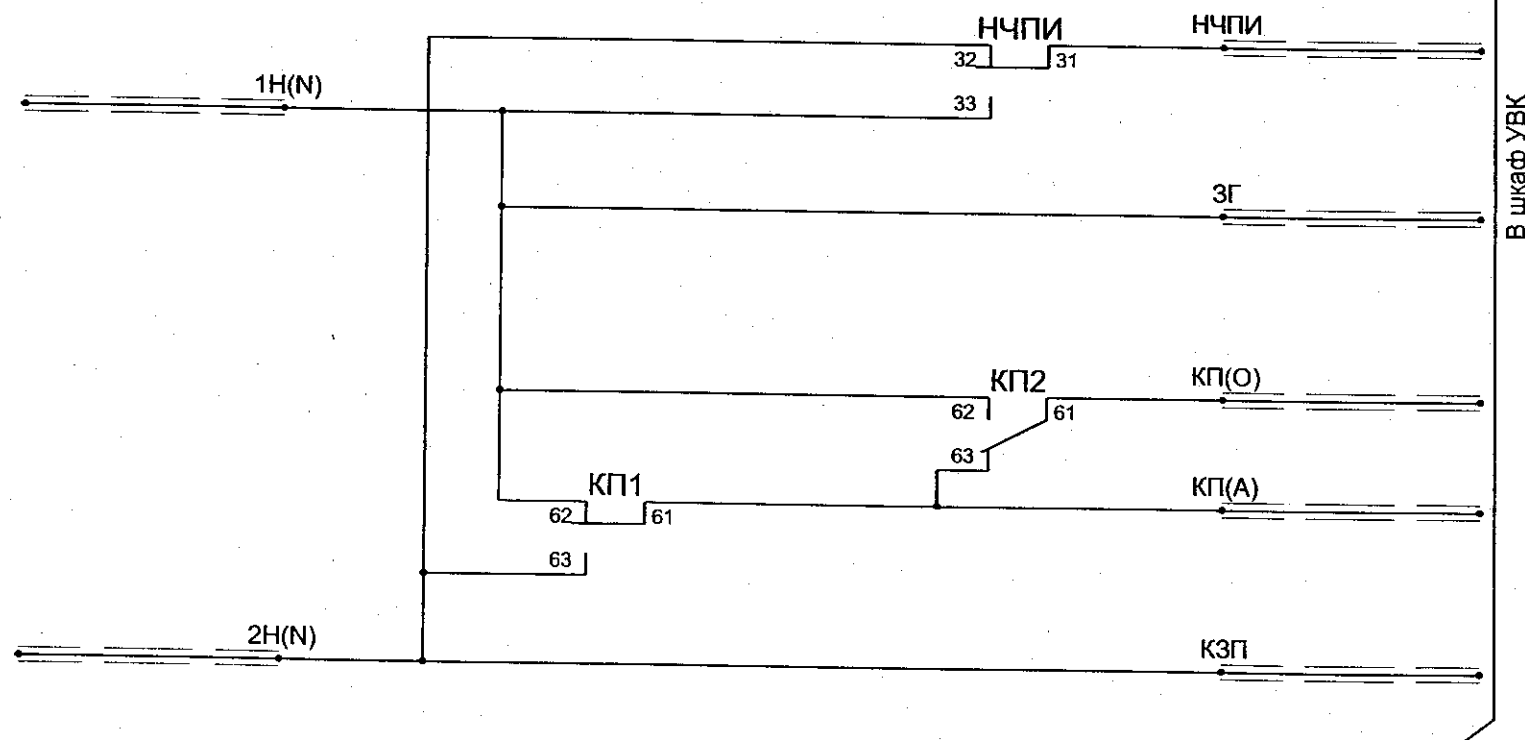 НЧПИ
НЧПИ
32
31
1Н(N)
33
В шкаф УВК
ЗГ
КП2
КП(О)
62
61
63
КП1
КП(А)
62
61
63
2Н(N)
КЗП